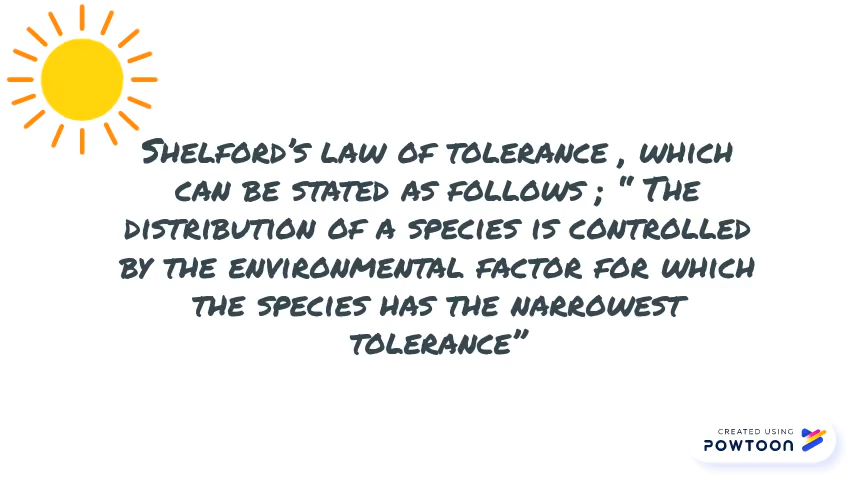 Shelford's law of tolerance , which
can be stated as follows ; " The
distribution of a species is controlled
by the environmental factor for which
the species has the narrowest
tolerance"
CREATED USING
POWTOON